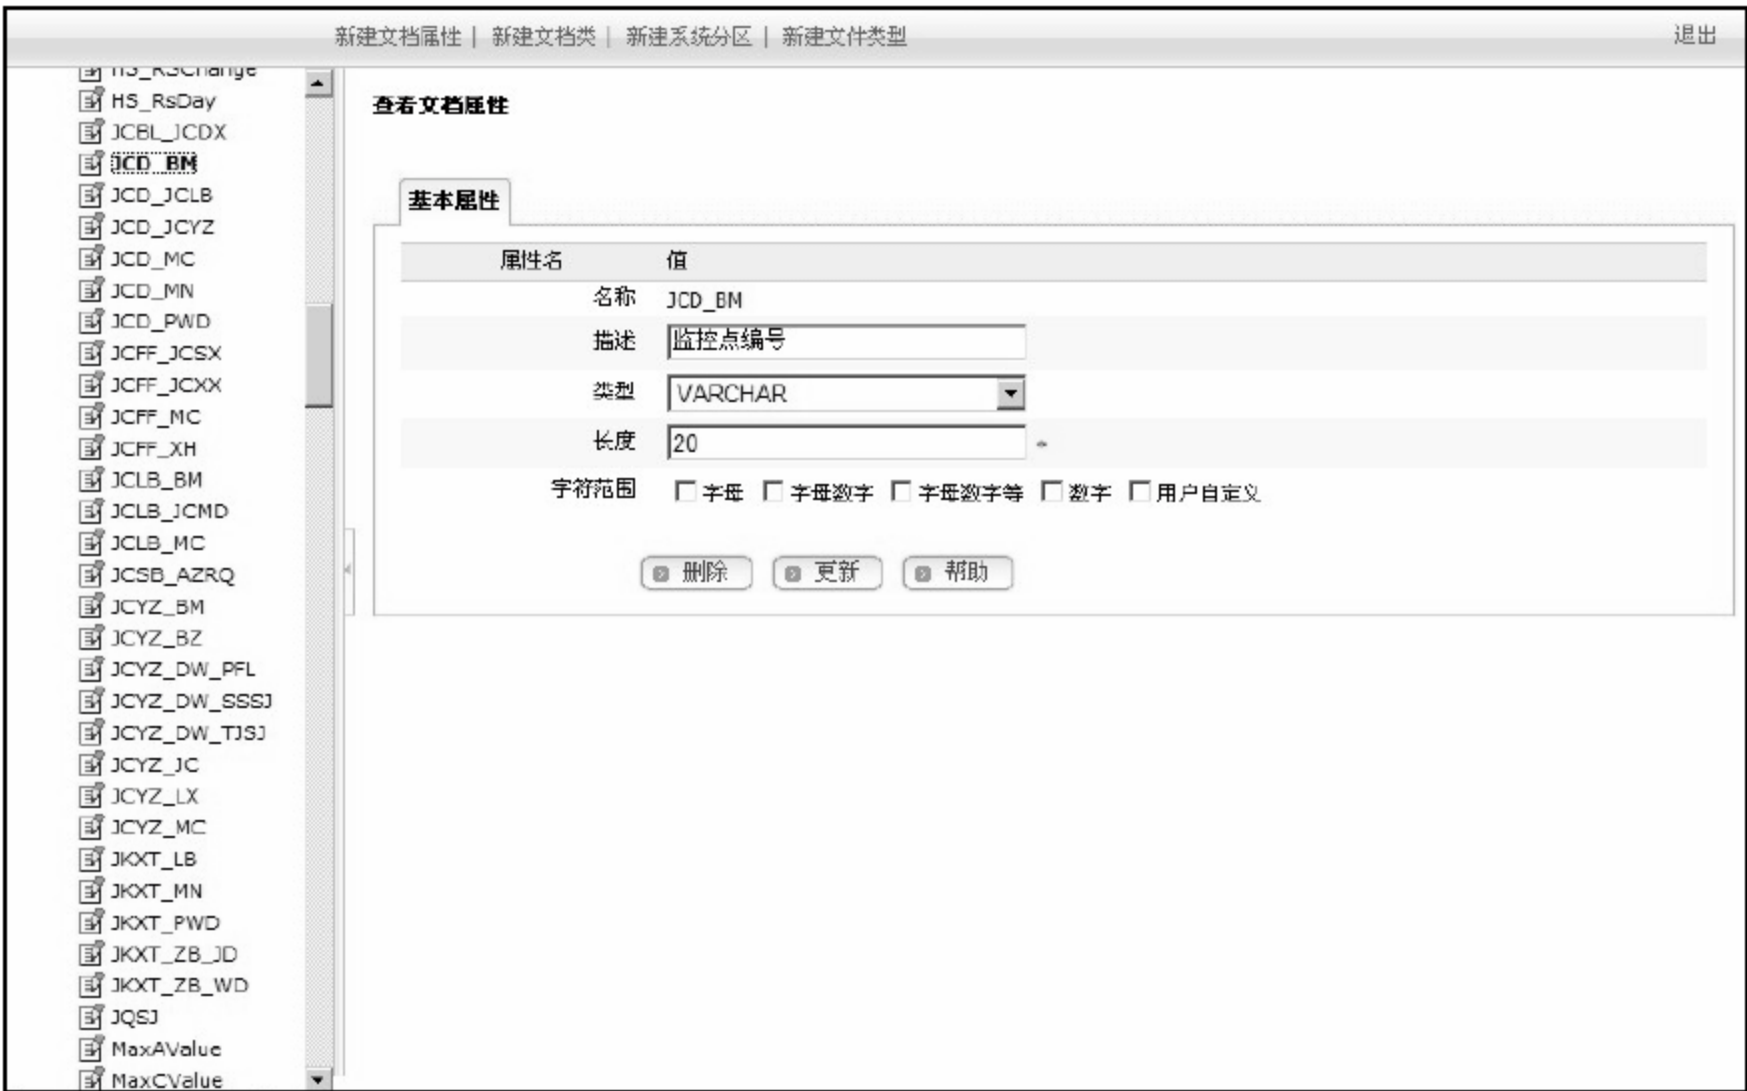 新建文档属性 | 新建文档类 | 新建系统分区 | 新建文件类型 退出
HS_RSChange
HS_RsDay
JCBL_JCDX
JCD_BM
JCD_JCLB
JCD_JCYZ
JCD_MC
JCD_MN
JCD_PWD
JCFF_JCSX
JCFF_JCXX
JCFF_MC
JCFF_XH
JCLB_BM
JCLB_JCMD
JCLB_MC
JCSB_AZRQ
JCYZ_BM
JCYZ_BZ
JCYZ_DW_PFL
JCYZ_DW_SSSJ
JCYZ_DW_TJSJ
JCYZ_JC
JCYZ_LX
JCYZ_MC
JKXT_LB
JKXT_MN
JKXT_PWD
JKXT_ZB_JD
JKXT_ZB_WD
JQSJ
MaxAValue
MaxCValue
查看文档属性
基本属性
属性名 值
名称 JCD_BM
描述 监控点编号
类型 VARCHAR
长度 20
字符范围 字母 字母数字 字母数字等 数字 用户自定义
删除 更新 帮助